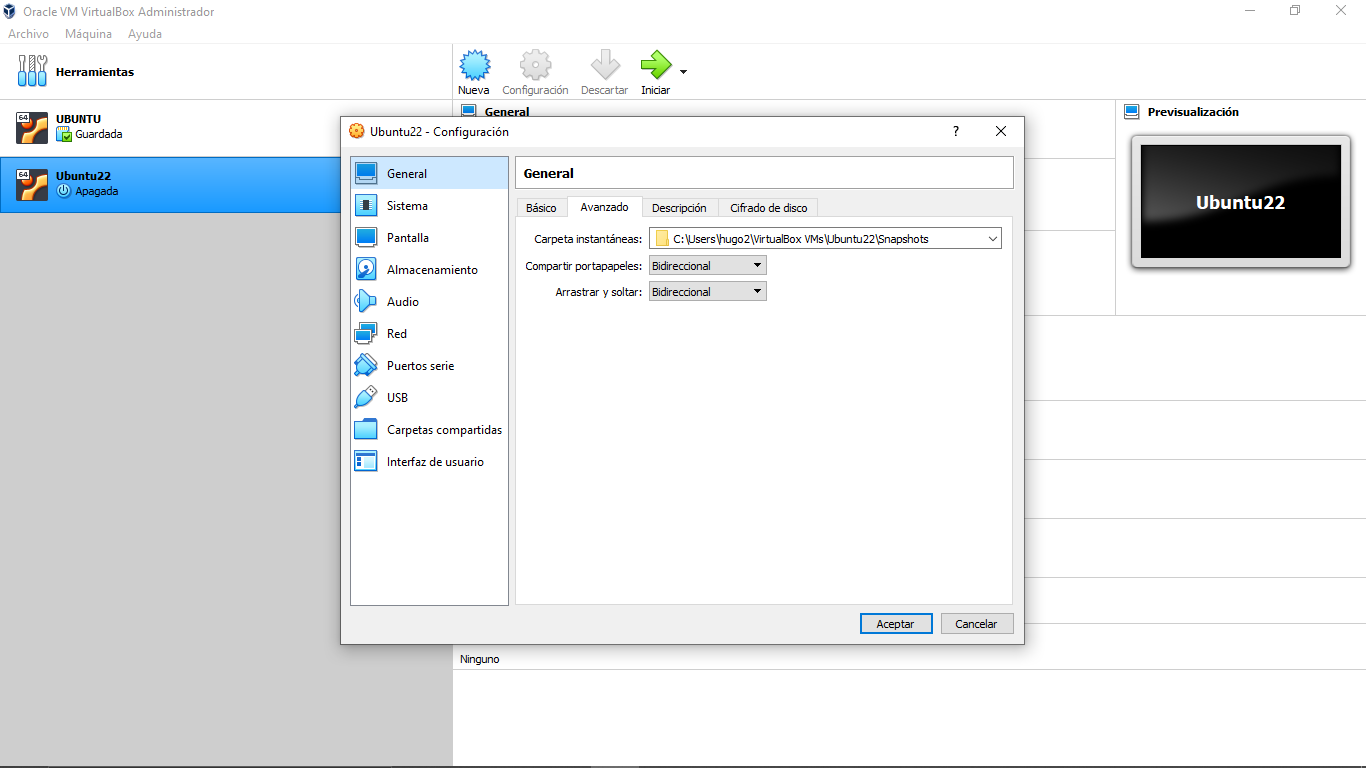 Oracle VM VirtualBox Administrador
Archivo Máquina Ayuda
Herramientas
Nueva Configuración Descartar Iniciar
64 UBUNTU
Guardada
64 Ubuntu22
Apagada
General
Previsualización
Ubuntu22
Ubuntu22 - Configuración ?
General
Sistema
Pantalla
Almacenamiento
Audio
Red
Puertos serie
USB
Carpetas compartidas
Interfaz de usuario
General
Básico Avanzado Descripción Cifrado de disco
Carpeta instantáneas: C:\Users\hugo2\VirtualBox VMs\Ubuntu22\Snapshots
Compartir portapapeles: Bidireccional
Arrastrar y soltar: Bidireccional
Aceptar Cancelar
Ninguno